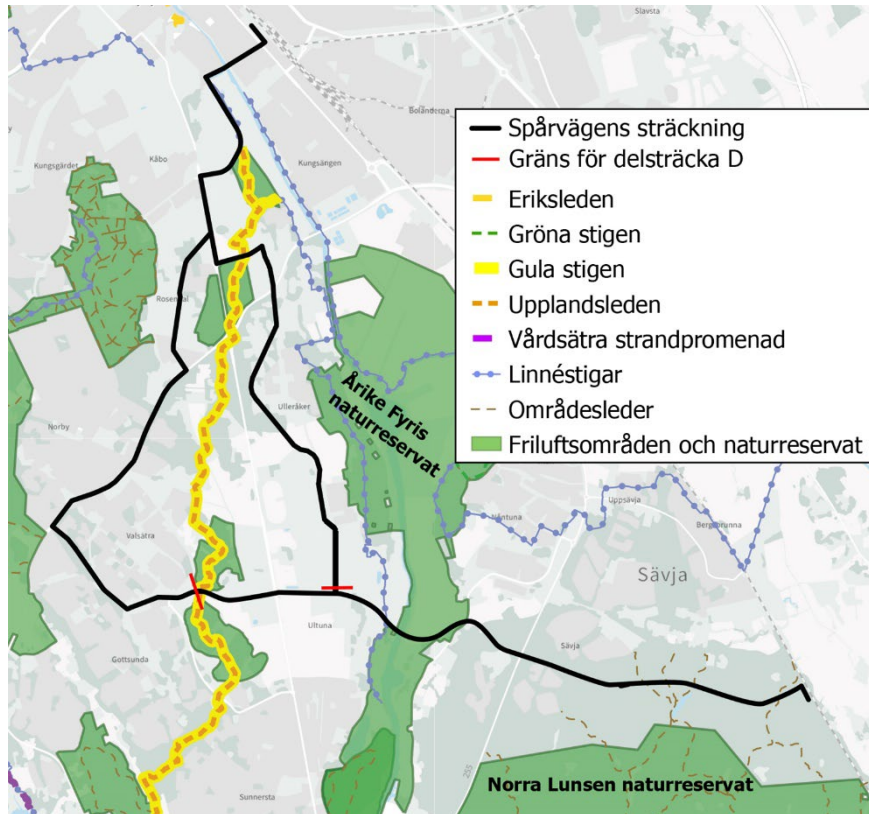 Slavsta
Bolanderna
Kungsgärdet
Kåbo
Kungsängen
Spårvägens sträckning
Gräns för delsträcka D
Eriksleden
Gröna stigen
Gula stigen
Upplandsleden
Vårdsätra strandpromenad
Linnéstigar
Områdesleder
Friluftsområden och naturreservat
Rosendal
Årike Fyris
naturreservat
Ulleråker
Norby
Valsätra
Nåntuna
Uppsävja
Bergsbrunna
Sävja
Ultuna
Sävja
Gottsunda
255
Norra Lunsen naturreservat
Sunnersta